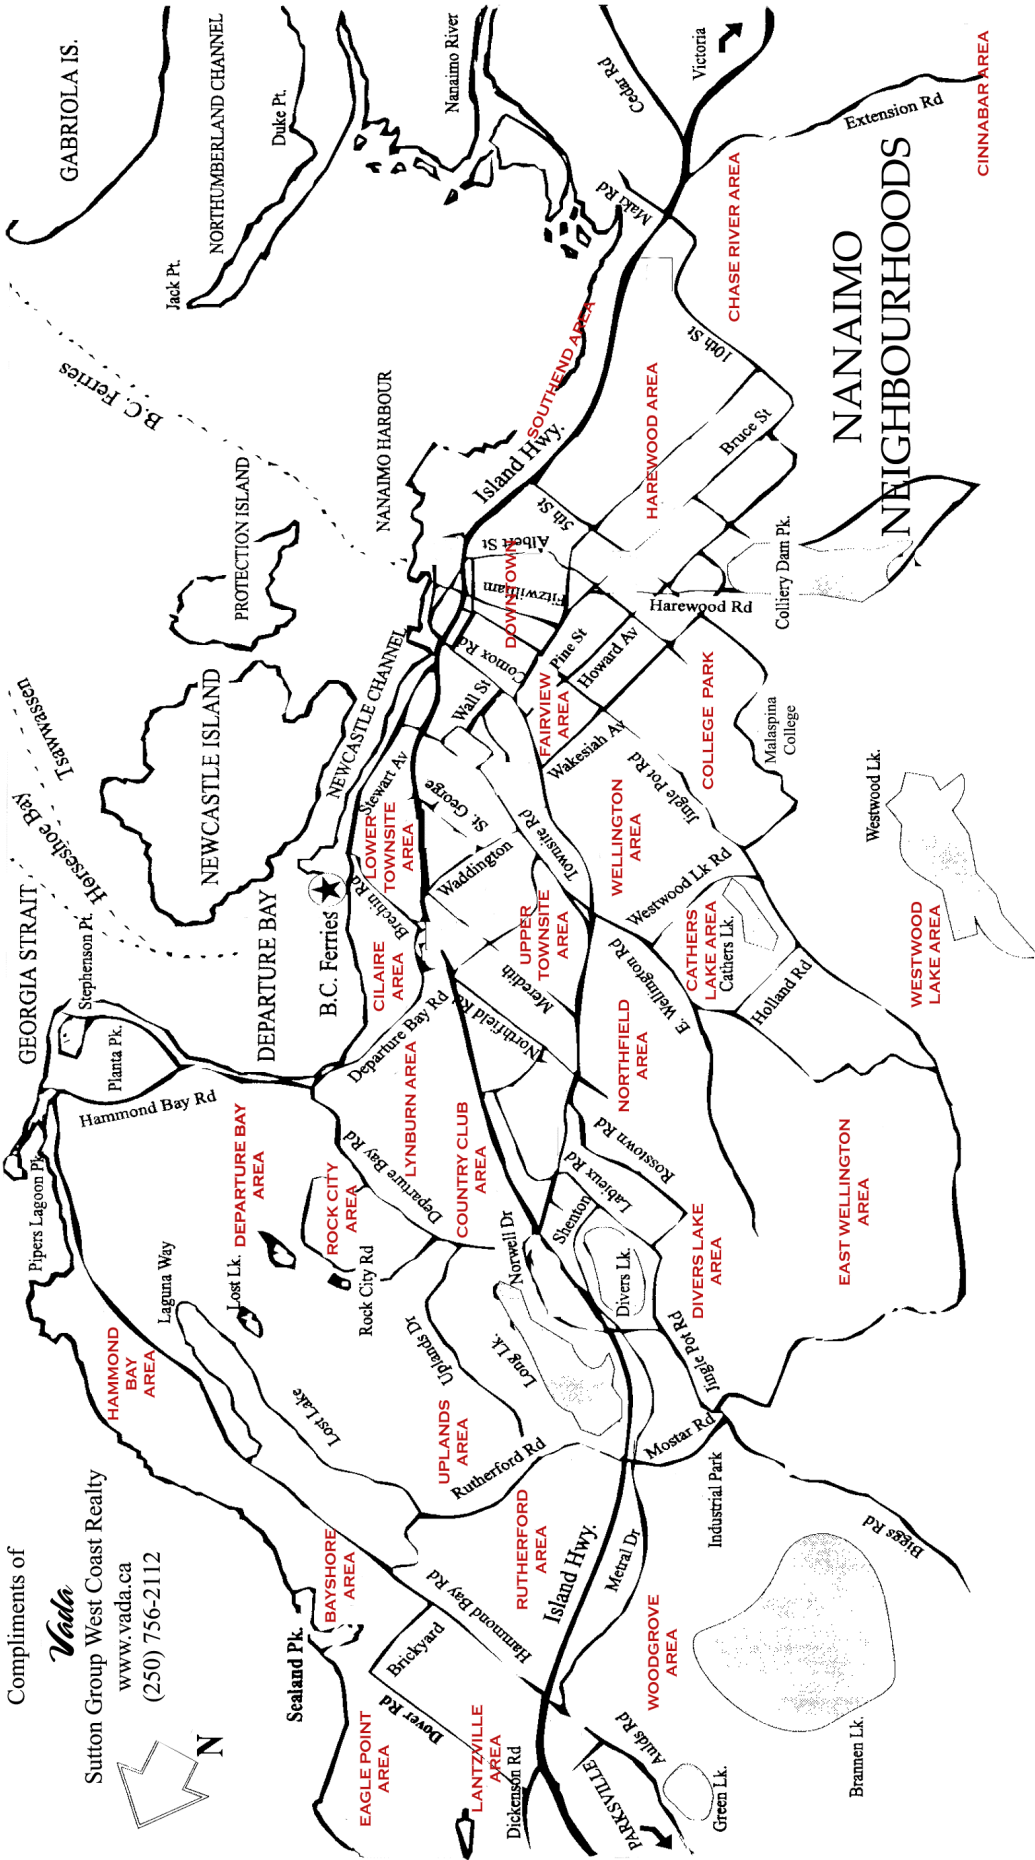 Compliments of
Vada
Sutton Group West Coast Realty
www.vada.ca
(250) 756-2112
N
NANAIMO
NEIGHBOURHOODS
GEORGIA STRAIT
Horseshoe Bay
Tsawwassen
B.C. Ferries
GABRIOLA IS.
NORTHUMBERLAND CHANNEL
Duke Pt.
Jack Pt.
Nanaimo River
Cedar Rd
Victoria
Extension Rd
CINNABAR AREA
CHASE RIVER AREA
Maki Rd
10th St
SOUTHEND AREA
Island Hwy.
HAREWOOD AREA
Bruce St
5th St
Albert St
Fitzwilliam
DOWNTOWN
NANAIMO HARBOUR
PROTECTION ISLAND
NEWCASTLE ISLAND
NEWCASTLE CHANNEL
Colliery Dam Pk.
Harewood Rd
Pine St
Howard Av
Comox Rd
Wall St
FAIRVIEW
AREA
Wakesiah Av
COLLEGE PARK
Malaspina
College
Jingle Pot Rd
Stewart Av
St. George
Townsite Rd
Waddington
LOWER
TOWNSITE
AREA
WELLINGTON
AREA
Westwood Lk.
Westwood Lk Rd
UPPER
TOWNSITE
AREA
CATHERS
LAKE AREA
Cathers Lk.
WESTWOOD
LAKE AREA
Holland Rd
E. Wellington Rd
Brechin Rd
B.C. Ferries
CILAIRE
AREA
DEPARTURE BAY
Stephenson Pt.
Planta Pk.
Departure Bay Rd
Northfield Rd
Meredith
NORTHFIELD
AREA
Hammond Bay Rd
LYNBURN AREA
COUNTRY CLUB
AREA
Departure Bay Rd
Rosstown Rd
Labieux Rd
Shenton
EAST WELLINGTON
AREA
Pipers Lagoon Pk.
DEPARTURE BAY
AREA
ROCK CITY
AREA
Rock City Rd
Lost Lk.
Laguna Way
Norwell Dr
Divers Lk.
DIVERS LAKE
AREA
Jingle Pot Rd
HAMMOND
BAY
AREA
Lost Lake
Uplands Dr
Long Lk.
UPLANDS
AREA
Rutherford Rd
Mostar Rd
Industrial Park
Biggs Rd
BAYSHORE
AREA
RUTHERFORD
AREA
Island Hwy.
Metral Dr
Hammond Bay Rd
Brickyard
Sealand Pk.
WOODGROVE
AREA
Dover Rd
EAGLE POINT
AREA
LANTZVILLE
AREA
Dickenson Rd
PARKSVILLE
Aulds Rd
Green Lk.
Brannen Lk.